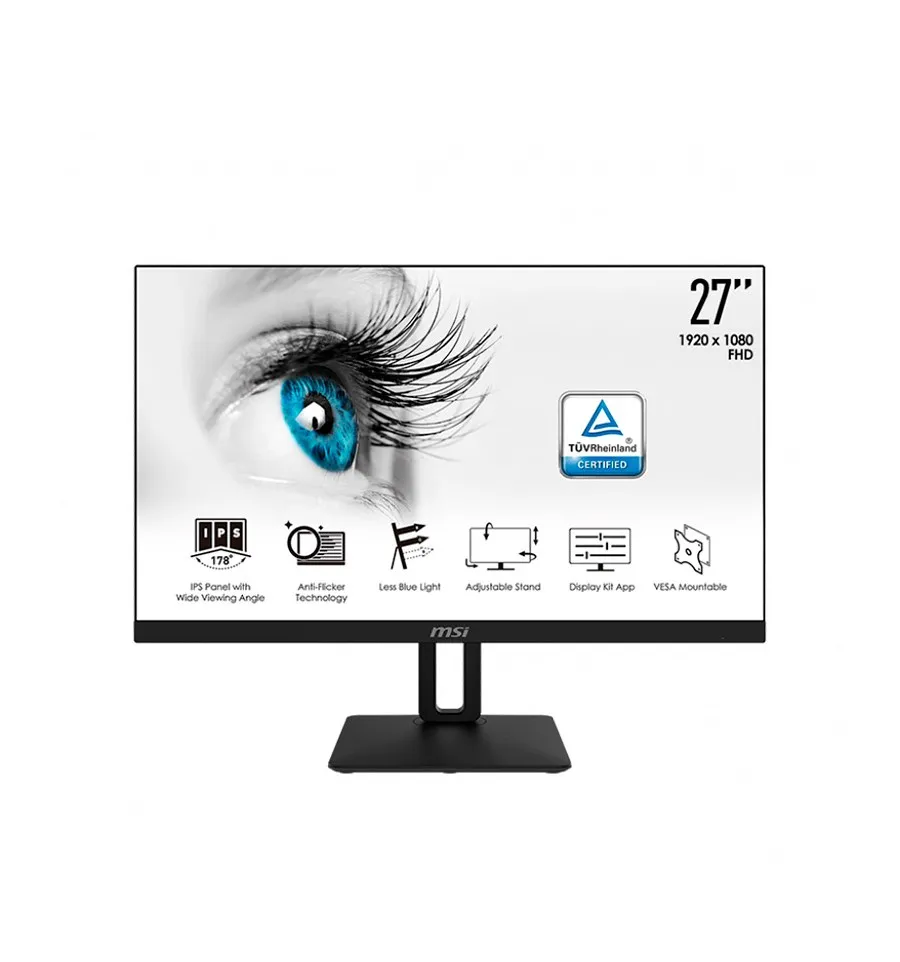 27”
1920 x 1080
FHD
TÜVRheinland®
CERTIFIED
IPS
178°
IPS Panel with
Wide Viewing Angle
Anti-Flicker
Technology
Less Blue Light
Adjustable Stand
Display Kit App
VESA Mountable
msi